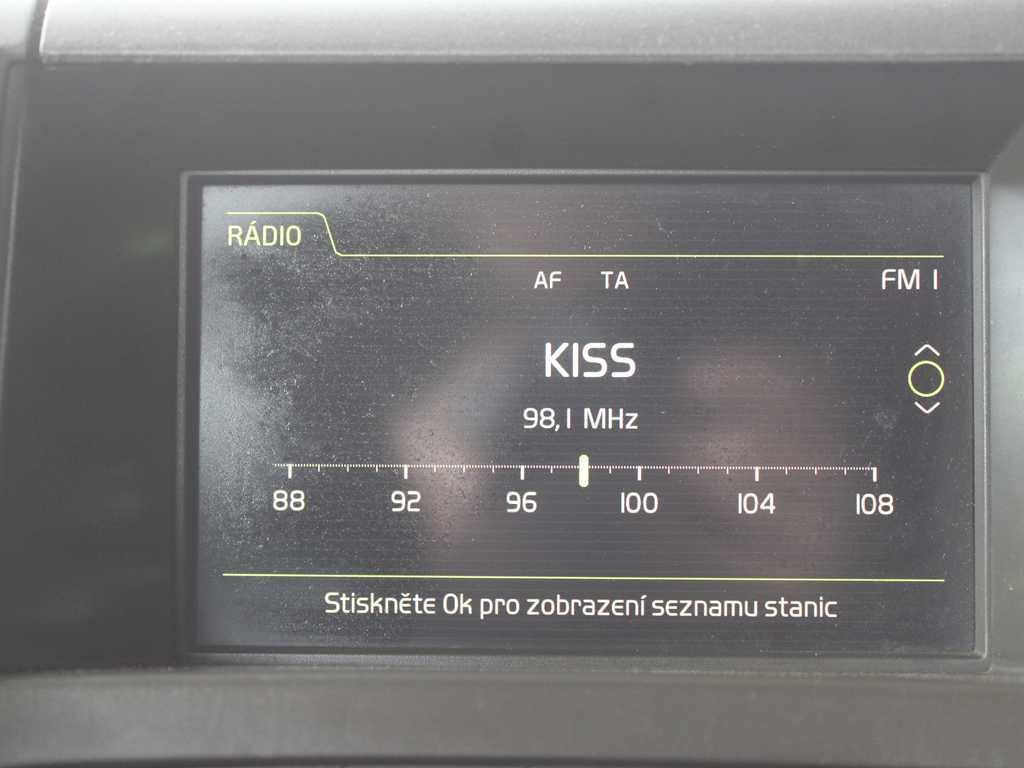 RÁDIO
AF TA FM 1
KISS
98,1 MHz
88 92 96 100 104 108
Stiskněte Ok pro zobrazení seznamu stanic